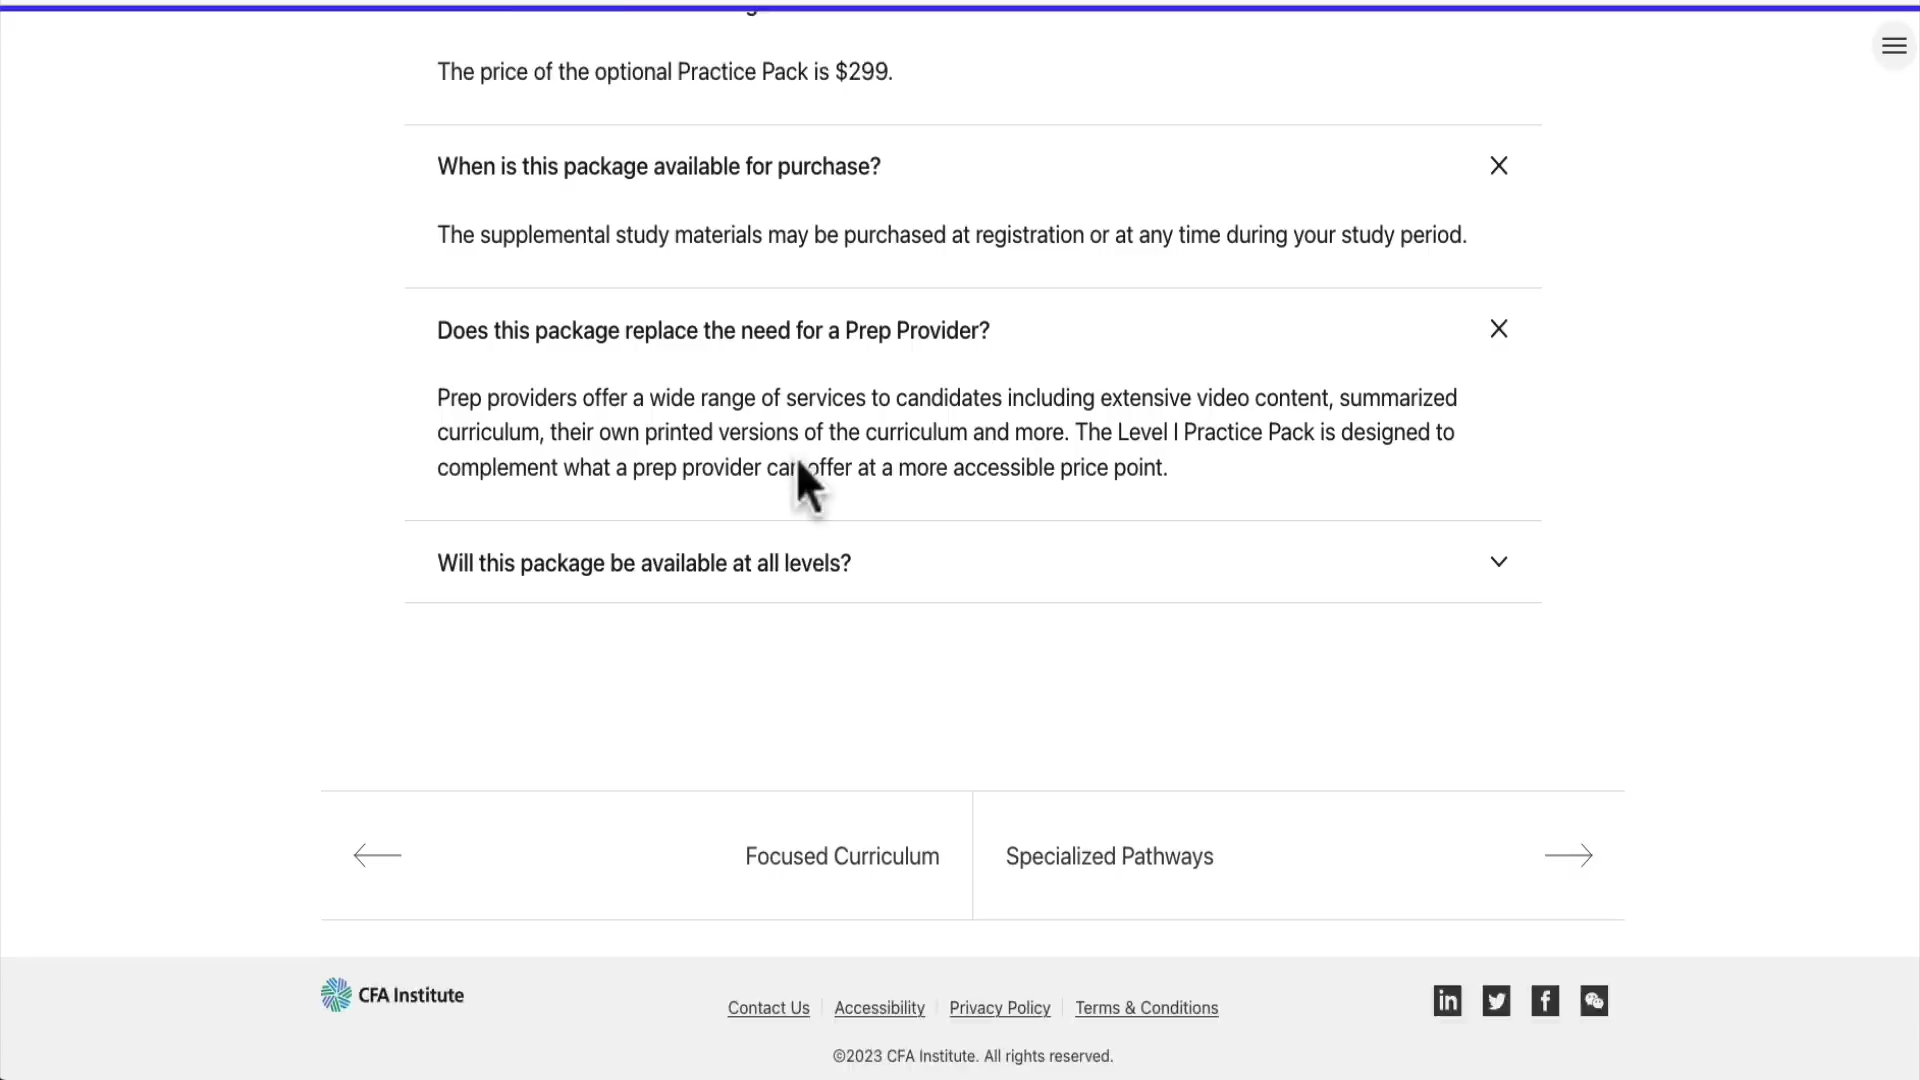 The price of the optional Practice Pack is $299.
When is this package available for purchase?
The supplemental study materials may be purchased at registration or at any time during your study period.
Does this package replace the need for a Prep Provider?
Prep providers offer a wide range of services to candidates including extensive video content, summarized
curriculum, their own printed versions of the curriculum and more. The Level I Practice Pack is designed to
complement what a prep provider can offer at a more accessible price point.
Will this package be available at all levels?
Focused Curriculum
Specialized Pathways
CFA Institute
Contact Us
Accessibility
Privacy Policy
Terms & Conditions
in
f
©2023 CFA Institute. All rights reserved.